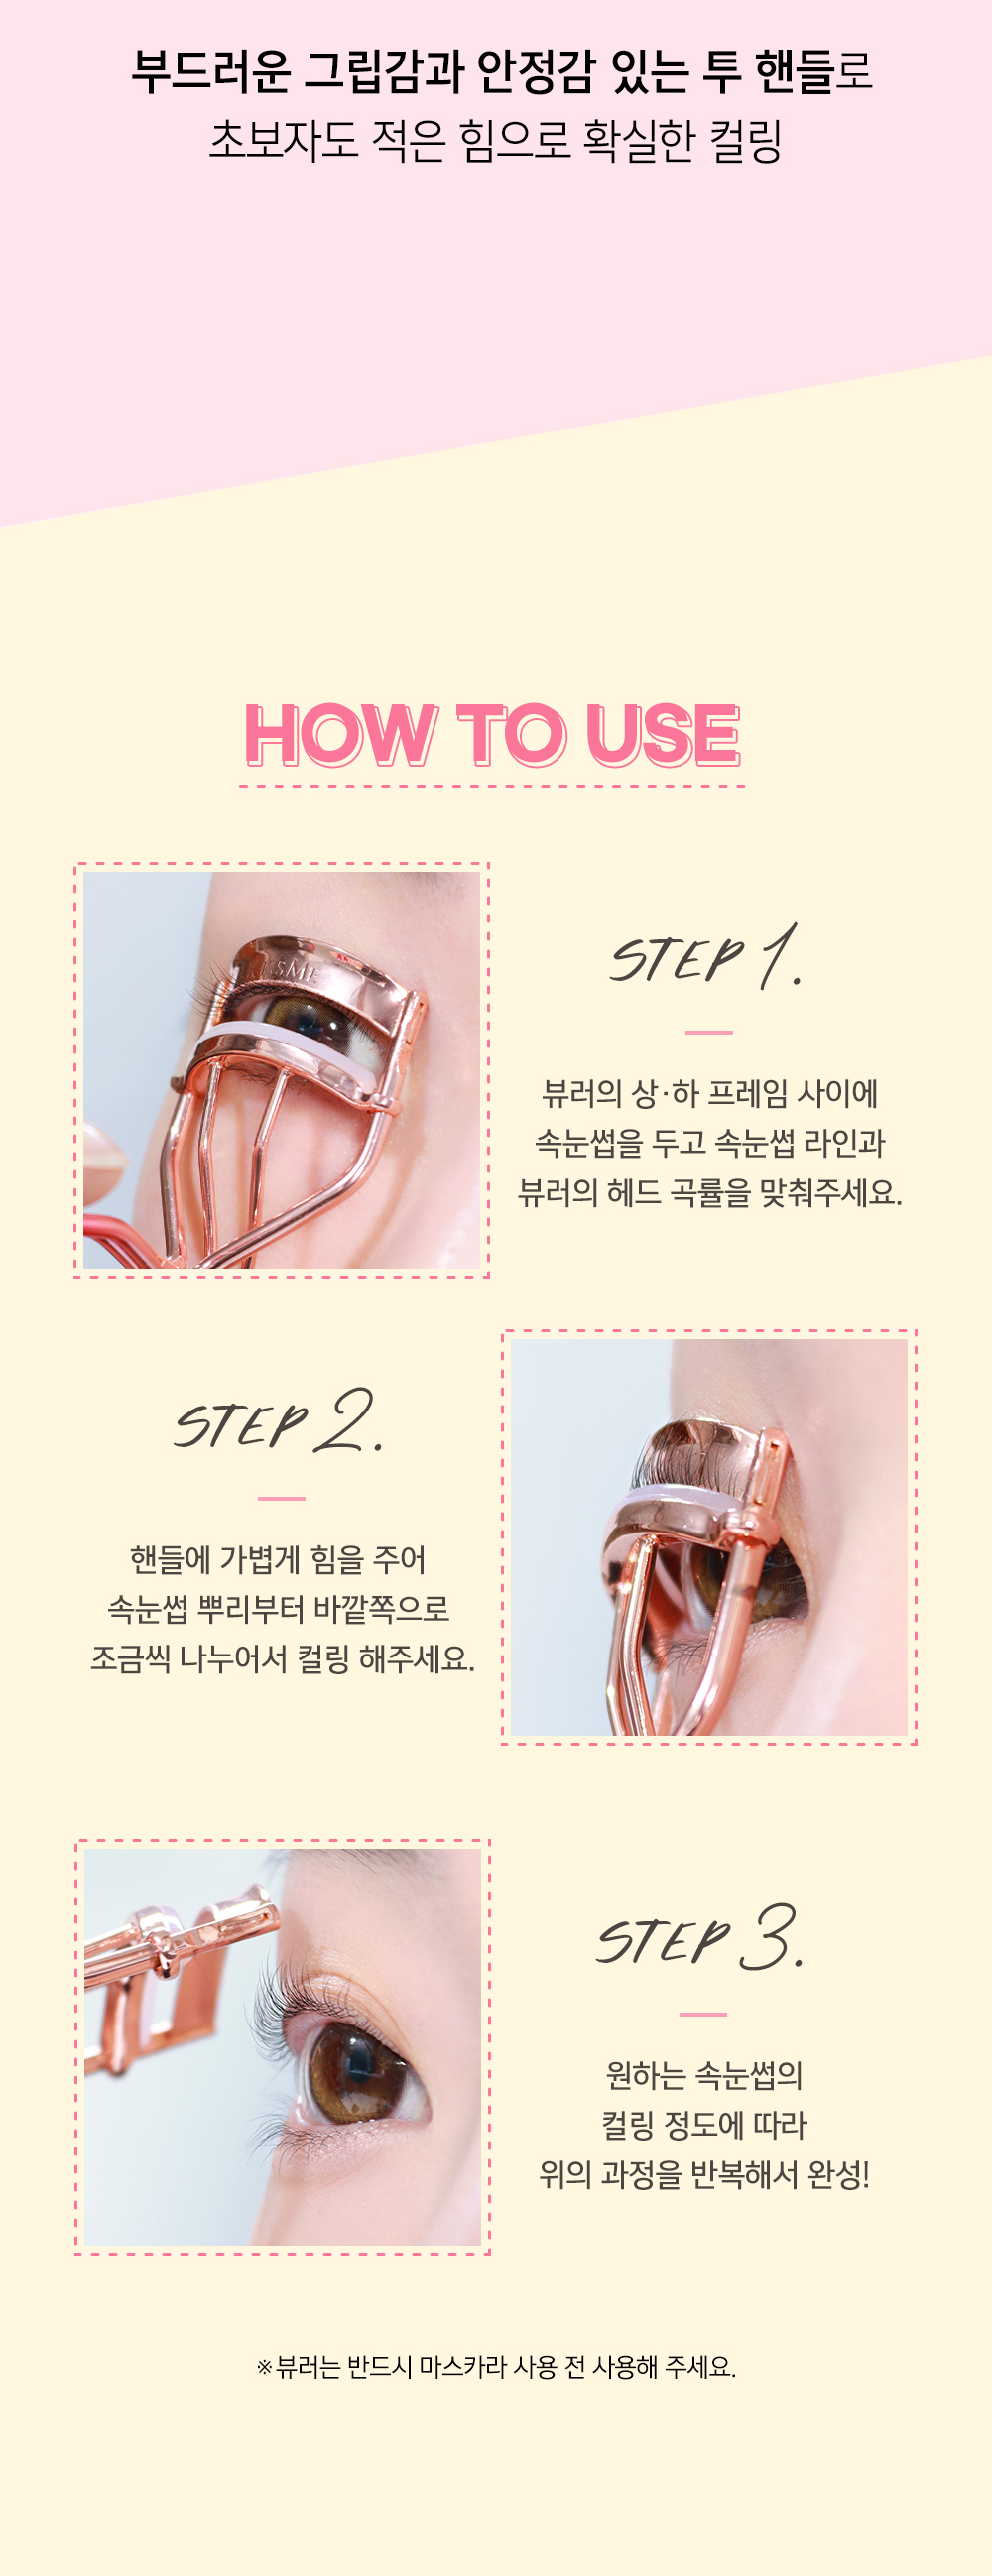 부드러운 그립감과 안정감 있는 투 핸들로
초보자도 적은 힘으로 확실한 컬링
HOW TO USE
STEP 1.
뷰러의 상·하 프레임 사이에
속눈썹을 두고 속눈썹 라인과
뷰러의 헤드 곡률을 맞춰주세요.
STEP 2.
핸들에 가볍게 힘을 주어
속눈썹 뿌리부터 바깥쪽으로
조금씩 나누어서 컬링 해주세요.
STEP 3.
원하는 속눈썹의
컬링 정도에 따라
위의 과정을 반복해서 완성!
※뷰러는 반드시 마스카라 사용 전 사용해 주세요.